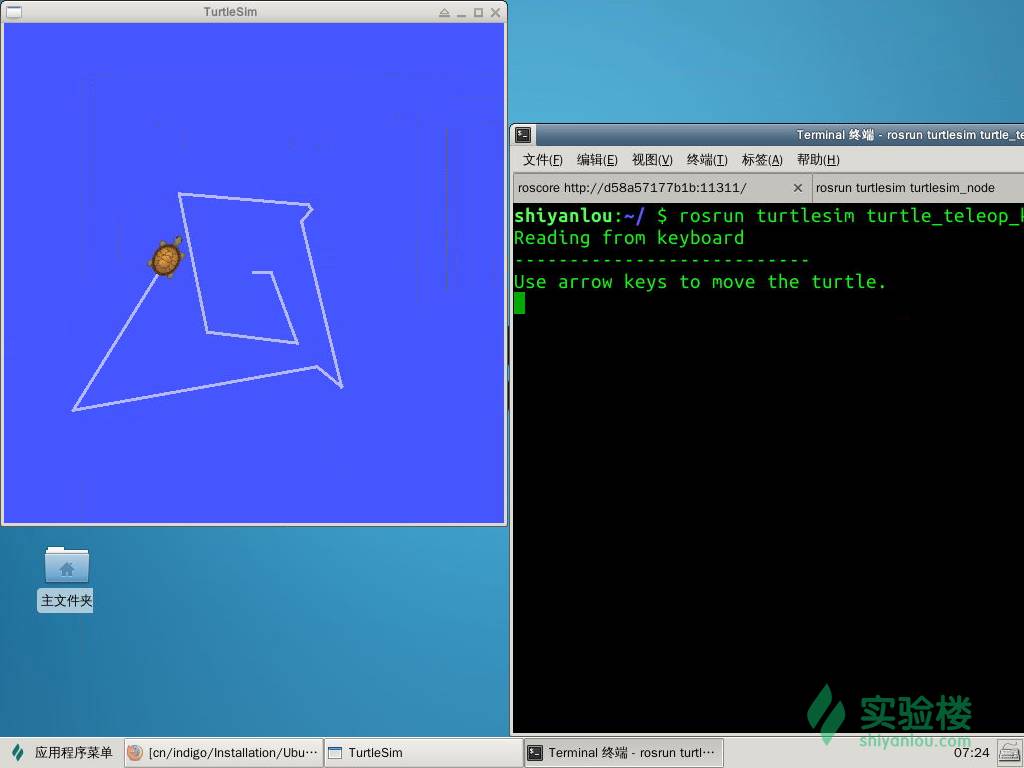 TurtleSim
Terminal 终端 - rosrun turtlesim turtle_te
文件(F) 编辑(E) 视图(V) 终端(T) 标签(A) 帮助(H)
roscore http://d58a57177b1b:11311/ rosrun turtlesim turtlesim_node
shiyanlou:~/ $ rosrun turtlesim turtle_teleop_k
Reading from keyboard
---------------------------
Use arrow keys to move the turtle.
主文件夹
实验楼
shiyanlou.com
应用程序菜单 [cn/indigo/Installation/Ubu··· TurtleSim Terminal 终端 - rosrun turtl··· 07:24